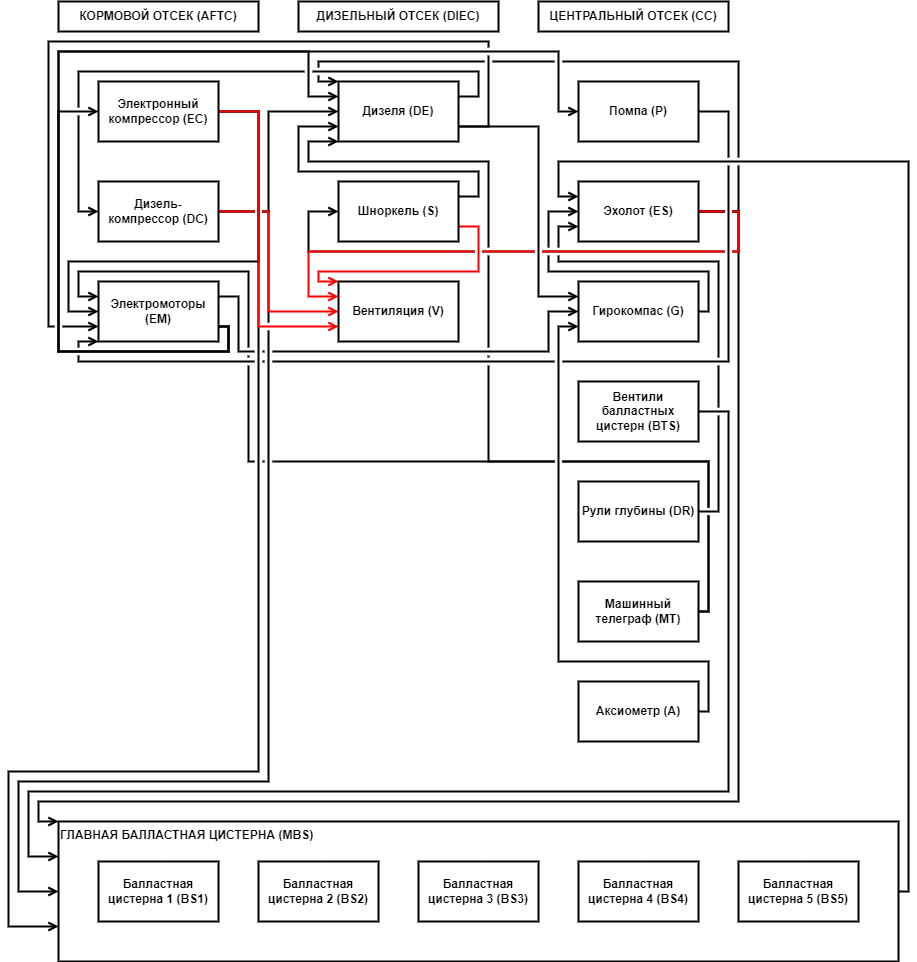 КОРМОВОЙ ОТСЕК (AFTC)
ДИЗЕЛЬНЫЙ ОТСЕК (DIEC)
ЦЕНТРАЛЬНЫЙ ОТСЕК (CC)
Электронный
компрессор (EC)
Дизеля (DE)
Помпа (P)
Дизель-
компрессор (DC)
Шноркель (S)
Эхолот (ES)
Электромоторы
(EM)
Вентиляция (V)
Гирокомпас (G)
Вентили
балластных
цистерн (BTS)
Рули глубины (DR)
Машинный
телеграф (MT)
Аксиометр (A)
ГЛАВНАЯ БАЛЛАСТНАЯ ЦИСТЕРНА (MBS)
Балластная
цистерна 1 (BS1)
Балластная
цистерна 2 (BS2)
Балластная
цистерна 3 (BS3)
Балластная
цистерна 4 (BS4)
Балластная
цистерна 5 (BS5)